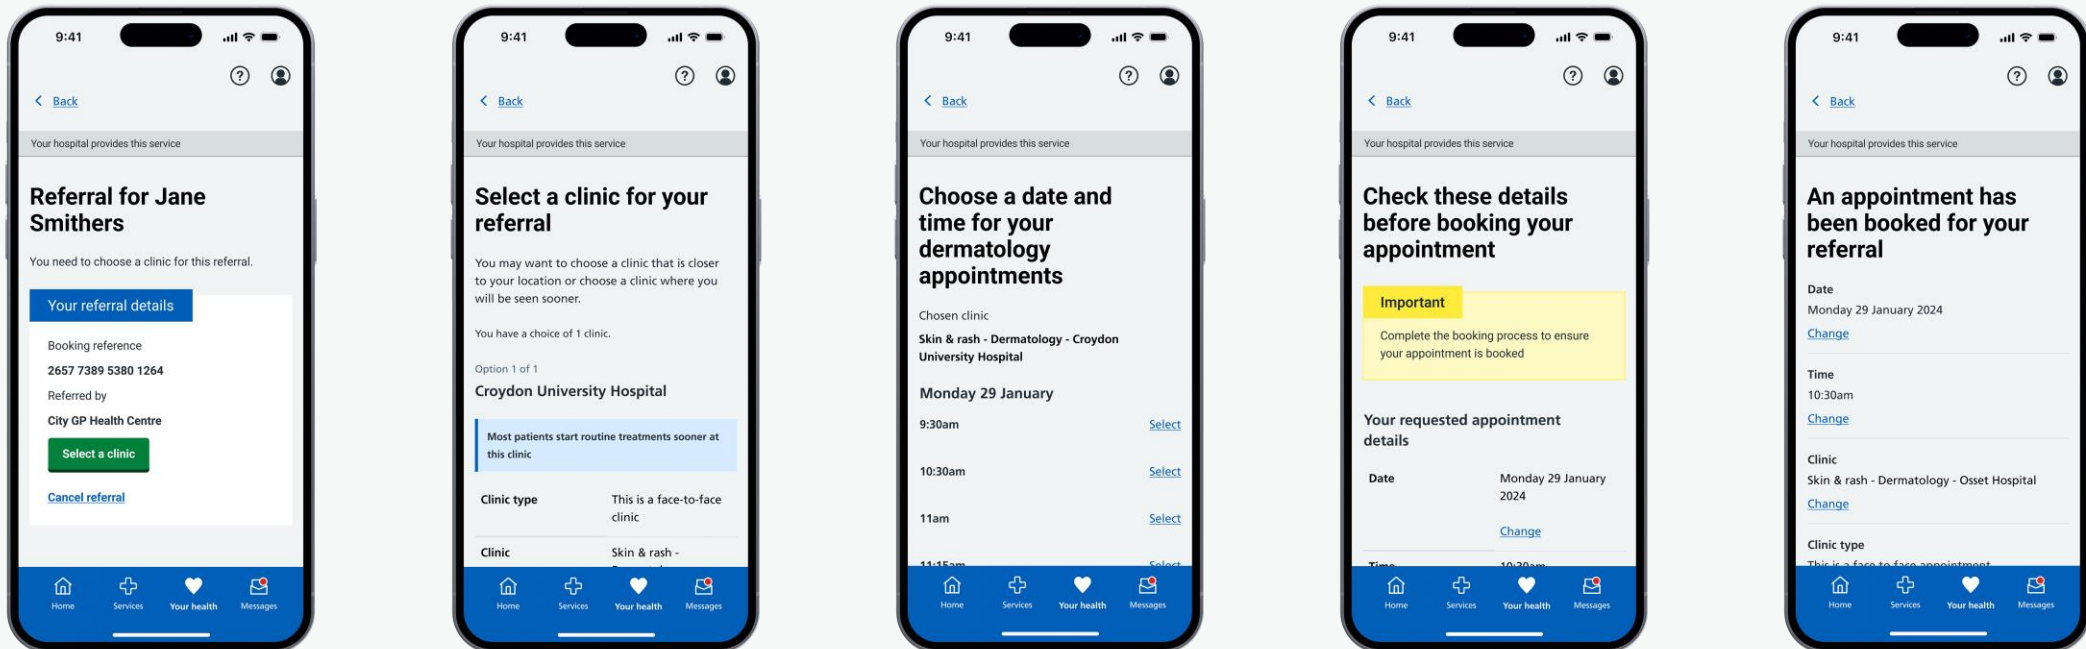 9:41
Back
Your hospital provides this service
Referral for Jane
Smithers
You need to choose a clinic for this referral.
Your referral details
Booking reference
2657 7389 5380 1264
Referred by
City GP Health Centre
Select a clinic
Cancel referral
Home Services Your health Messages
9:41
Back
Your hospital provides this service
Select a clinic for your
referral
You may want to choose a clinic that is closer
to your location or choose a clinic where you
will be seen sooner.
You have a choice of 1 clinic.
Option 1 of 1
Croydon University Hospital
Most patients start routine treatments sooner at
this clinic
Clinic type This is a face-to-face
clinic
Clinic Skin & rash -
Home Services Your health Messages
9:41
Back
Your hospital provides this service
Choose a date and
time for your
dermatology
appointments
Chosen clinic
Skin & rash - Dermatology - Croydon
University Hospital
Monday 29 January
9:30am Select
10:30am Select
11am Select
11:15am Select
Home Services Your health Messages
9:41
Back
Your hospital provides this service
Check these details
before booking your
appointment
Important
Complete the booking process to ensure
your appointment is booked
Your requested appointment
details
Date Monday 29 January
2024
Change
Time 10:30am
Home Services Your health Messages
9:41
Back
Your hospital provides this service
An appointment has
been booked for your
referral
Date
Monday 29 January 2024
Change
Time
10:30am
Change
Clinic
Skin & rash - Dermatology - Osset Hospital
Change
Clinic type
This is a face to face appointment
Home Services Your health Messages